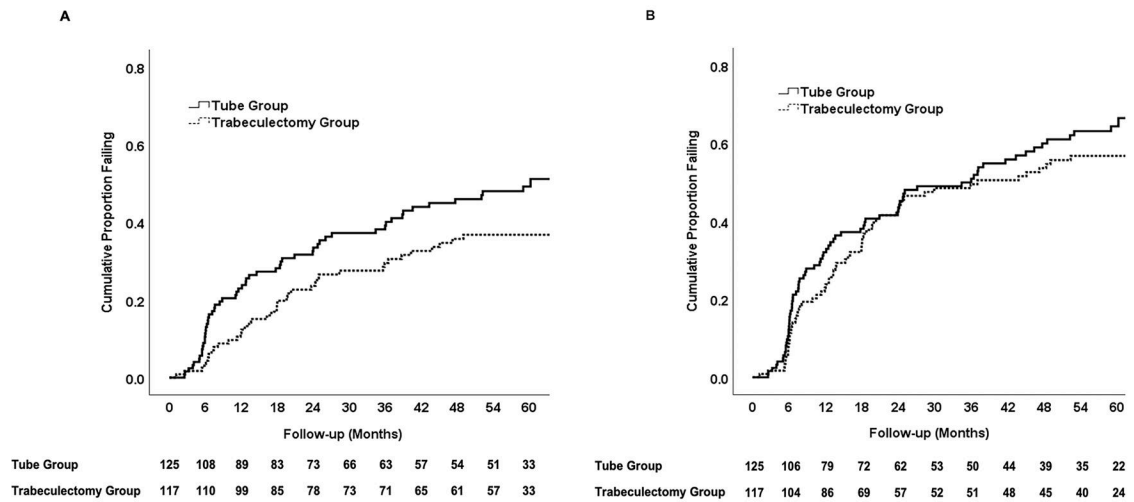 A
0.8
0.6
0.4
0.2
0.0
Cumulative Proportion Failing
Tube Group
Trabeculectomy Group
0 6 12 18 24 30 36 42 48 54 60
Follow-up (Months)
Tube Group 125 108 89 83 73 66 63 57 54 51 33
Trabeculectomy Group 117 110 99 85 78 73 71 65 61 57 33
B
0.8
0.6
0.4
0.2
0.0
Cumulative Proportion Failing
Tube Group
Trabeculectomy Group
0 6 12 18 24 30 36 42 48 54 60
Follow-up (Months)
Tube Group 125 106 79 72 62 53 50 44 39 35 22
Trabeculectomy Group 117 104 86 69 57 52 51 48 45 40 24